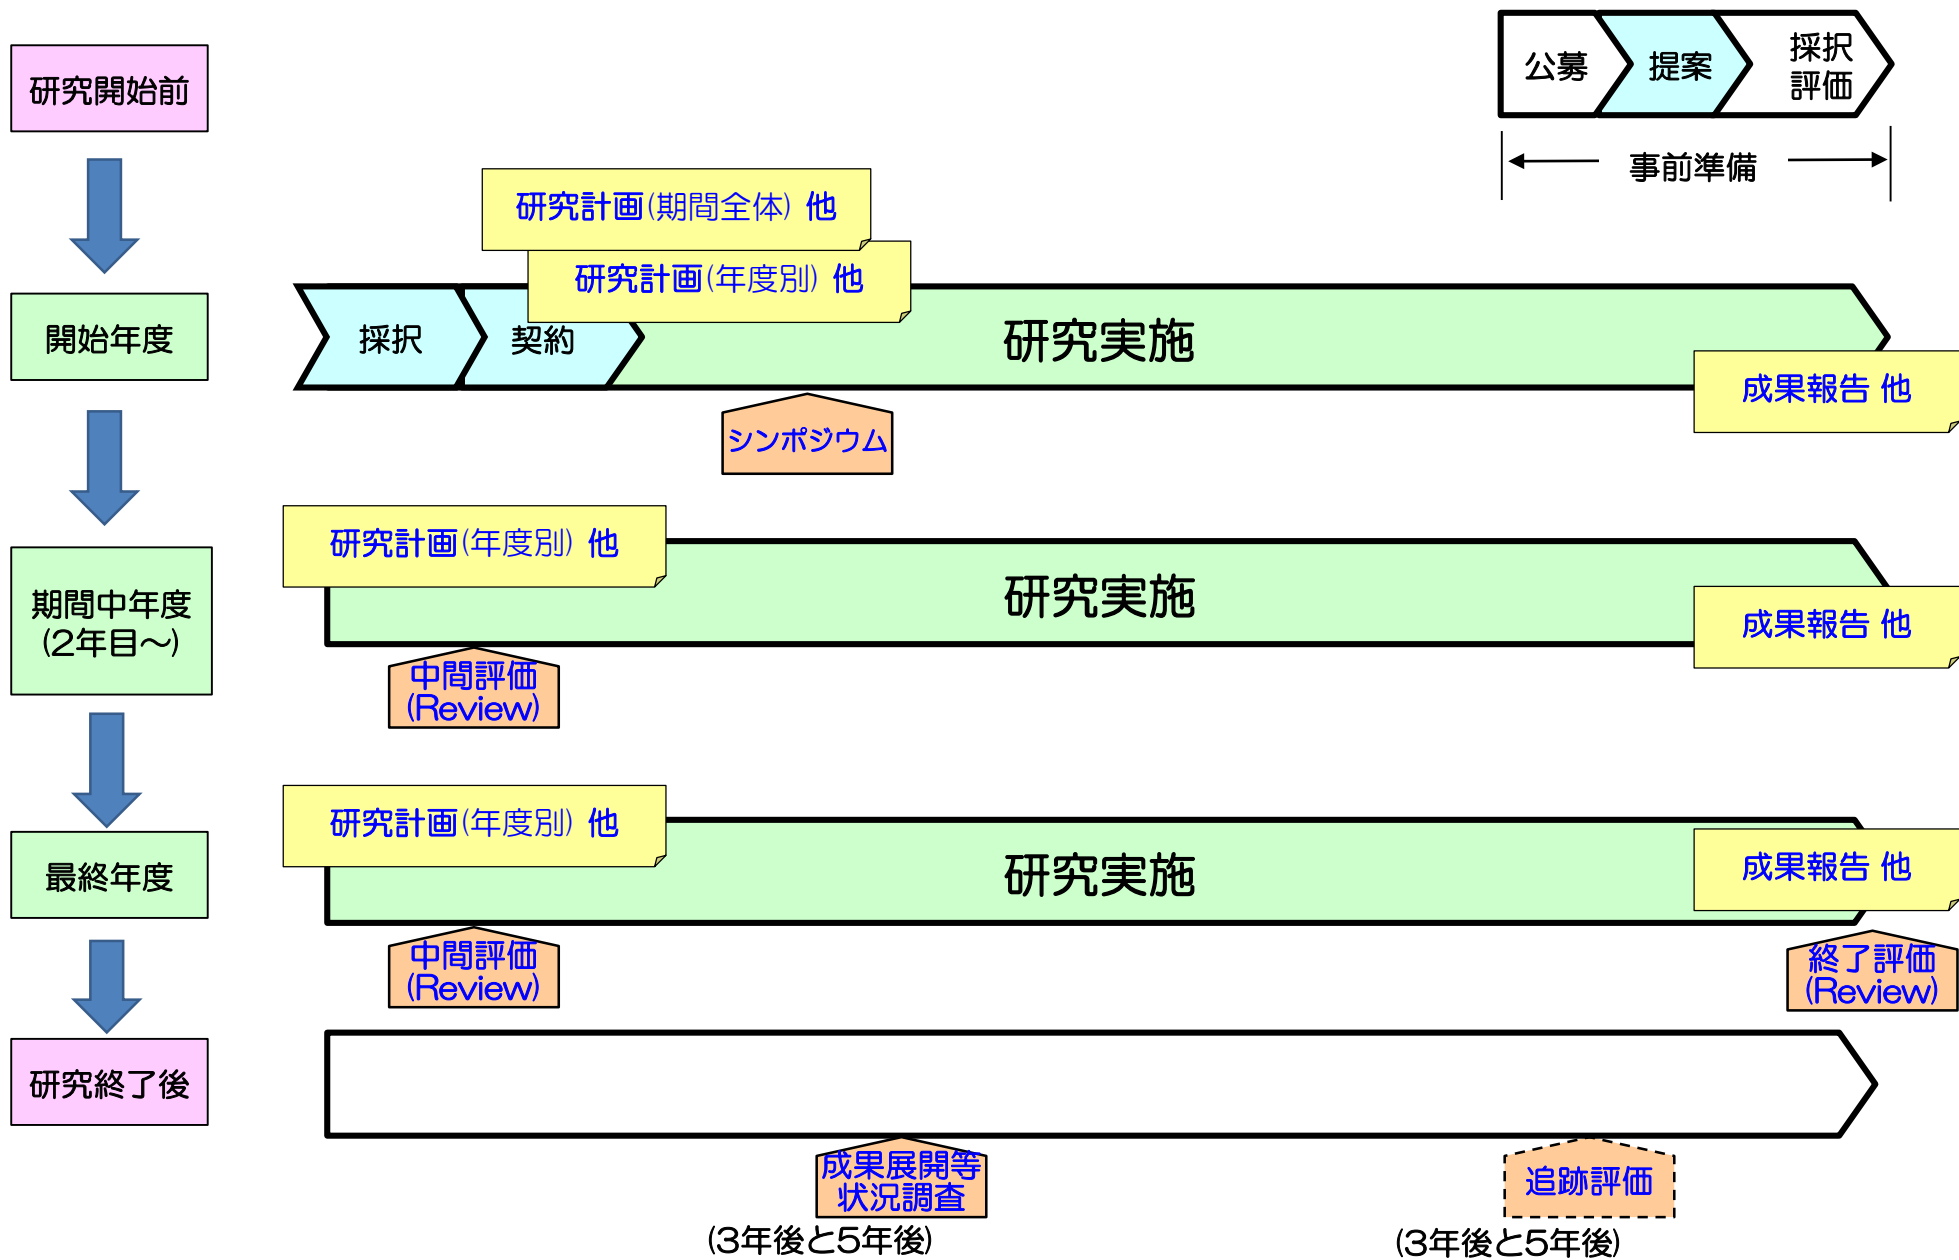 研究開始前
公募
提案
採択
評価
事前準備
研究計画(期間全体) 他
研究計画(年度別) 他
開始年度
採択
契約
研究実施
成果報告 他
シンポジウム
研究計画(年度別) 他
期間中年度
(2年目～)
研究実施
成果報告 他
中間評価
(Review)
研究計画(年度別) 他
最終年度
研究実施
成果報告 他
中間評価
(Review)
終了評価
(Review)
研究終了後
成果展開等
状況調査
(3年後と5年後)
追跡評価
(3年後と5年後)